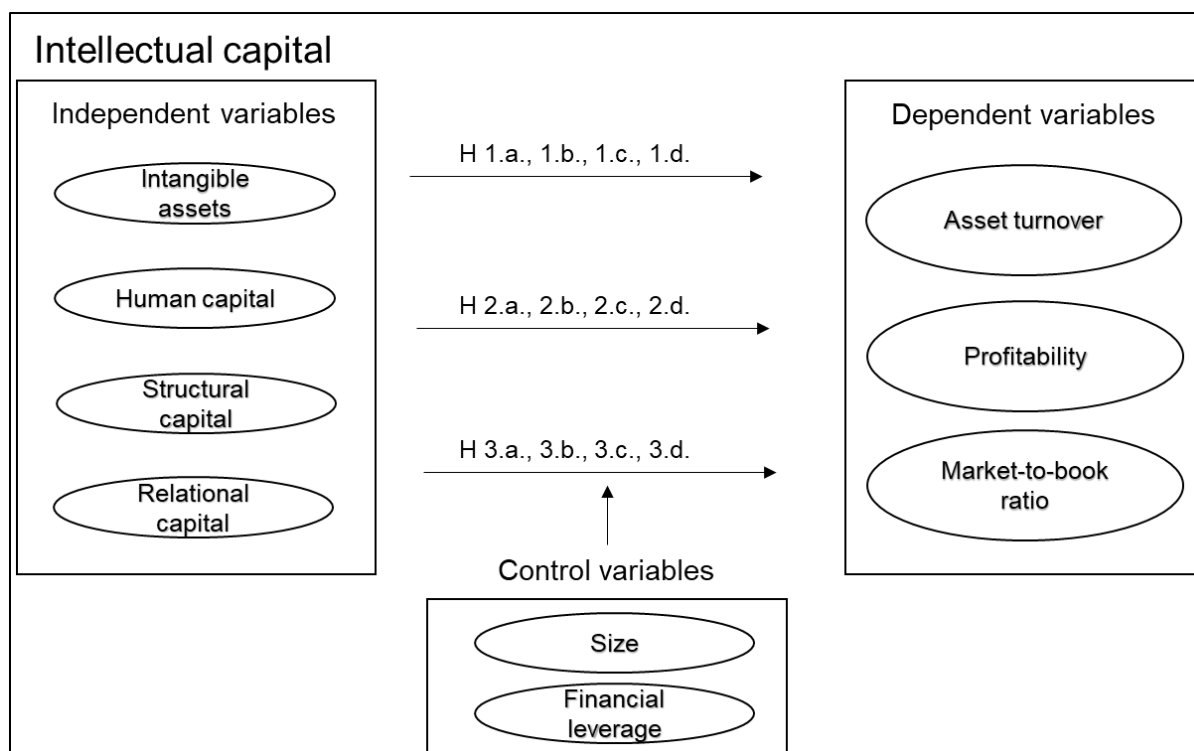 Intellectual capital
Independent variables
Intangible
assets
Human capital
Structural
capital
Relational
capital
H 1.a., 1.b., 1.c., 1.d.
H 2.a., 2.b., 2.c., 2.d.
H 3.a., 3.b., 3.c., 3.d.
Control variables
Size
Financial
leverage
Dependent variables
Asset turnover
Profitability
Market-to-book
ratio